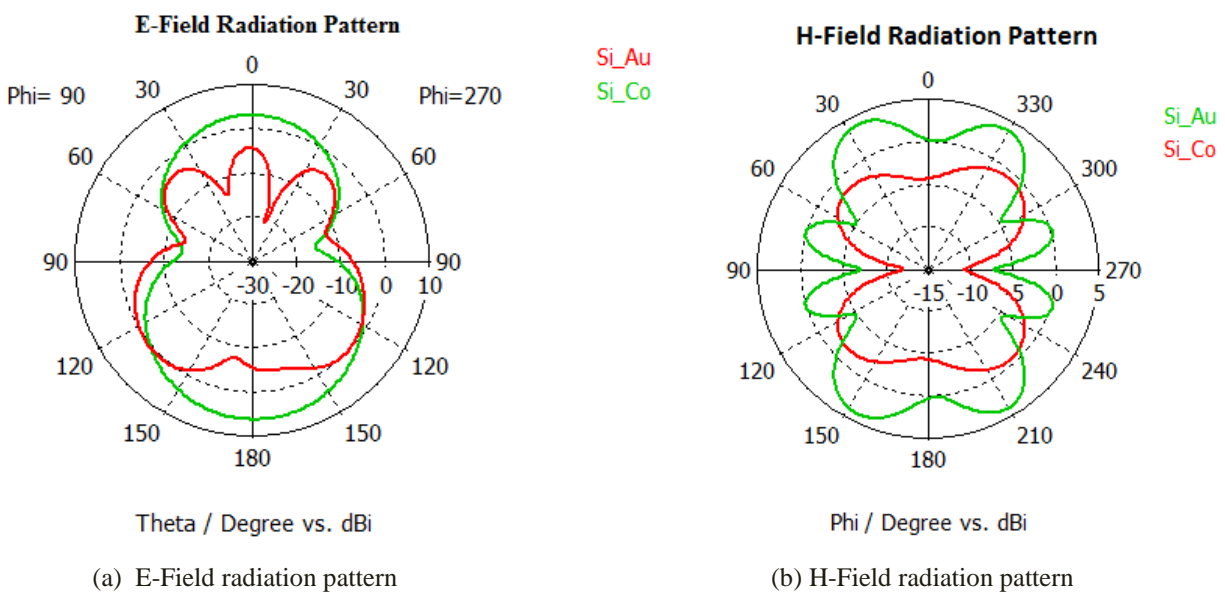 E-Field Radiation Pattern
Si_Au
Si_Co
0
30
30
Phi= 90
Phi=270
60
60
90
90
-30 -20 -10 0 10
120
120
150
150
180
Theta / Degree vs. dBi
(a) E-Field radiation pattern
H-Field Radiation Pattern
Si_Au
Si_Co
0
30
330
60
300
90
270
-15 -10 -5 0 5
120
240
150
210
180
Phi / Degree vs. dBi
(b) H-Field radiation pattern